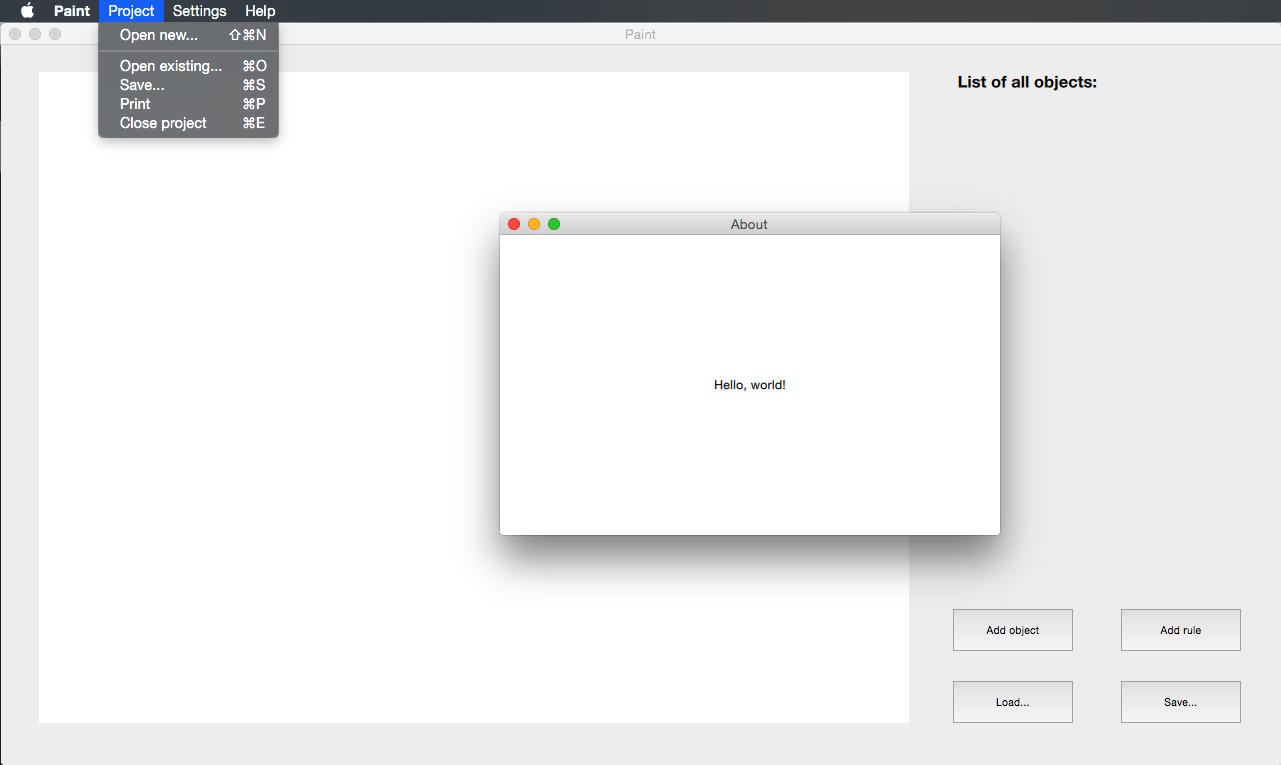 Paint Project Settings Help
Paint
Open new... ⇧⌘N
Open existing... ⌘O
Save... ⌘S
Print ⌘P
Close project ⌘E
List of all objects:
About
Hello, world!
Add object Add rule
Load... Save...